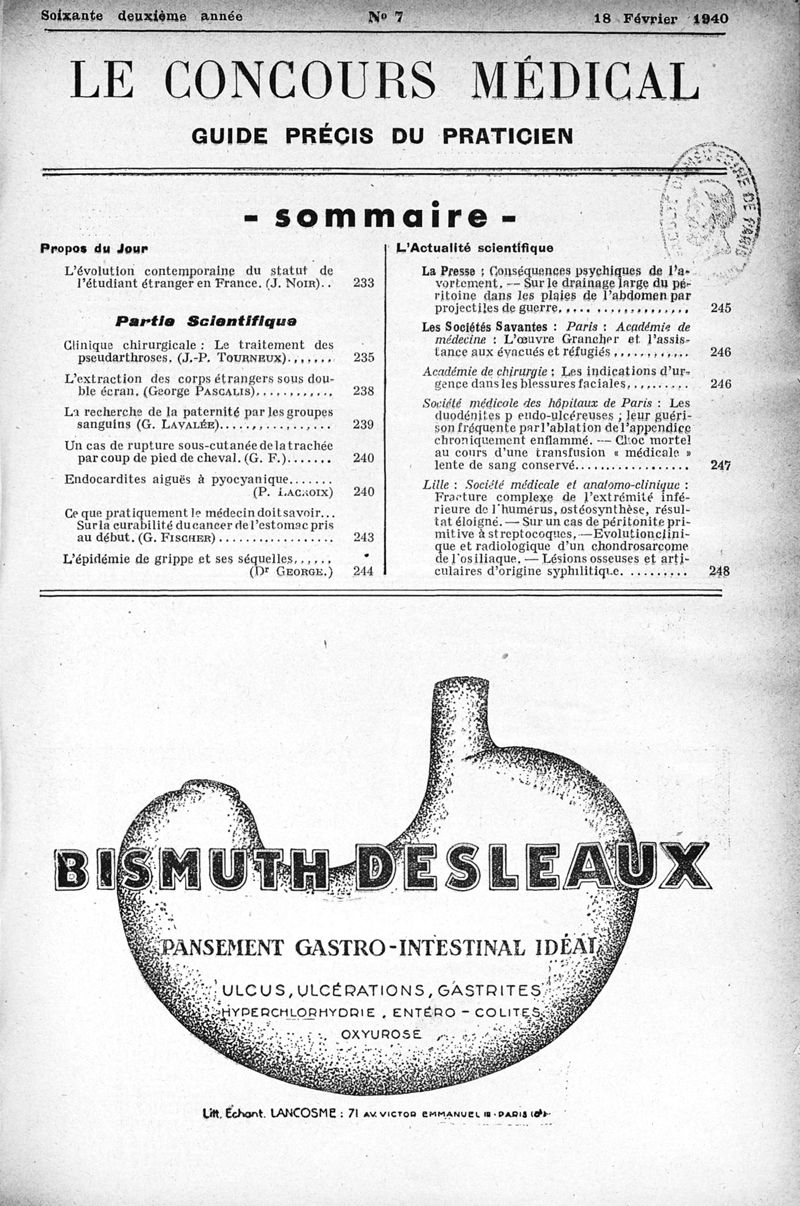 Soixante deuxième année
No 7
18 Février 1940
LE CONCOURS MÉDICAL
GUIDE PRÉCIS DU PRATICIEN
- sommaire -
Propos du Jour
L'évolution contemporaine du statut de
l'étudiant étranger en France. (J. NOIR).. 233
Partie Scientifique
Clinique chirurgicale : Le traitement des
pseudarthroses. (J.-P. TOURNEUX)....... 235
L'extraction des corps étrangers sous dou-
ble écran. (George PASCALIS)........... 238
La recherche de la paternité par les groupes
sanguins (G. LAVALÉE)................ 239
Un cas de rupture sous-cutanée de la trachée
par coup de pied de cheval. (G. F.)....... 240
Endocardites aiguës à pyocyanique.......
(P. LACROIX) 240
Ce que pratiquement le médecin doit savoir...
Sur la curabilité du cancer de l'estomac pris
au début. (G. FISCHER) .................. 243
L'épidémie de grippe et ses séquelles......
(Dr GEORGE.) 244
L'Actualité scientifique
La Presse : Conséquences psychiques de l'a-
vortement. — Sur le drainage large du pé-
ritoine dans les plaies de l'abdomen par
projectiles de guerre.................. 245
Les Sociétés Savantes : Paris : Académie de
médecine : L'œuvre Grancher et l'assis-
tance aux évacués et réfugiés ........... 246
Académie de chirurgie : Les indications d'ur-
gence dans les blessures faciales.......... 246
Société médicale des hôpitaux de Paris : Les
duodénites p eudo-ulcéreuses ; leur guéri-
son fréquente par l'ablation de l'appendice
chroniquement enflammé. — Choc mortel
au cours d'une transfusion « médicale »
lente de sang conservé.................. 247
Lille : Société médicale et anatomo-clinique :
Fracture complexe de l'extrémité infé-
rieure de l'humérus, ostéosynthèse, résul-
tat éloigné. — Sur un cas de péritonite pri-
mitive à streptocoques. — Evolution clini-
que et radiologique d'un chondrosarcome
de l'os iliaque. — Lésions osseuses et arti-
culaires d'origine syphilitique. ......... 248
BISMUTH DESLEAUX
PANSEMENT GASTRO-INTESTINAL IDÉAL
ULCUS, ULCÉRATIONS, GASTRITES
HYPERCHLORHYDRIE, ENTÉRO-COLITES
OXYUROSE
Litt. Échant. LANCOSME : 71 AV. VICTOR EMMANUEL III - PARIS (8e)